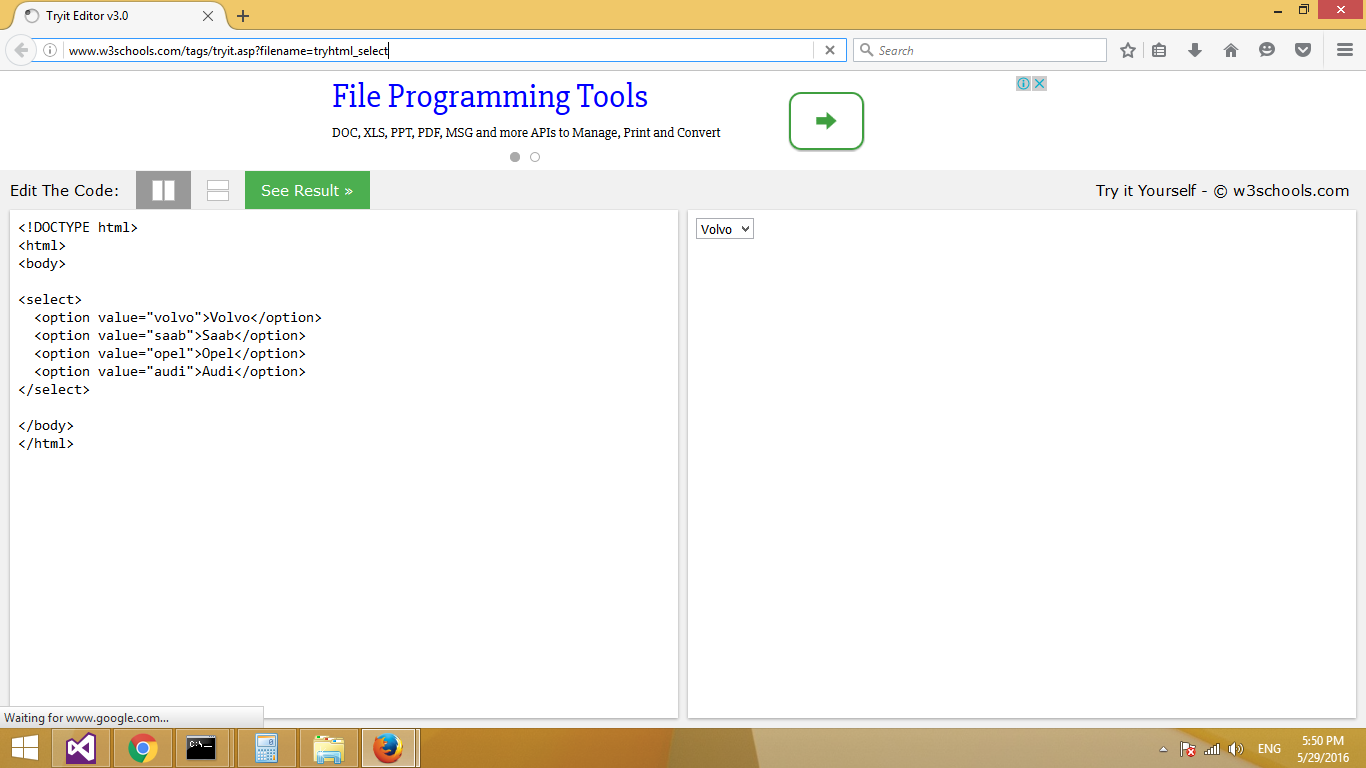 Tryit Editor v3.0
www.w3schools.com/tags/tryit.asp?filename=tryhtml_select
Search
File Programming Tools
DOC, XLS, PPT, PDF, MSG and more APIs to Manage, Print and Convert
Edit The Code:
See Result »
Try it Yourself - © w3schools.com
<!DOCTYPE html>
<html>
<body>
<select>
  <option value="volvo">Volvo</option>
  <option value="saab">Saab</option>
  <option value="opel">Opel</option>
  <option value="audi">Audi</option>
</select>
</body>
</html>
Volvo
Waiting for www.google.com...
C:\.
ENG
5:50 PM
5/29/2016